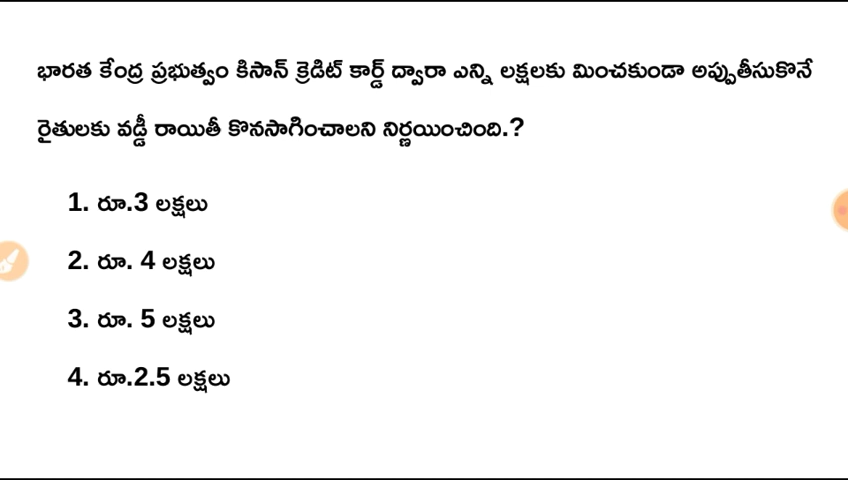 భారత కేంద్ర ప్రభుత్వం కిసాన్ క్రెడిట్ కార్డ్ ద్వారా ఎన్ని లక్షలకు మించకుండా అప్పుతీసుకొనే
రైతులకు వడ్డీ రాయితీ కొనసాగించాలని నిర్ణయించింది.?
1. రూ.3 లక్షలు
2. రూ. 4 లక్షలు
3. రూ. 5 లక్షలు
4. రూ.2.5 లక్షలు